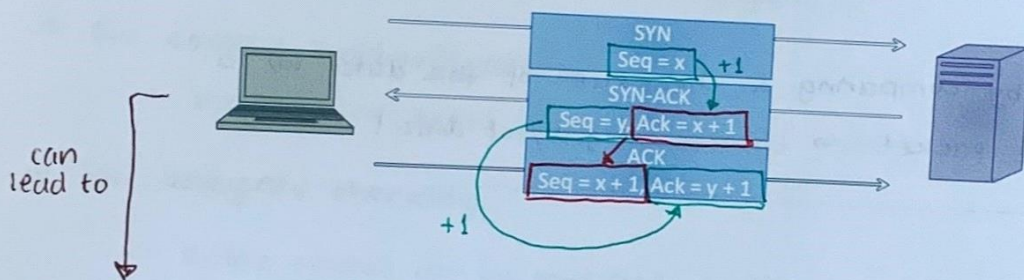 SYN
Seq = x
+1
SYN-ACK
Seq = y, Ack = x + 1
ACK
Seq = x + 1, Ack = y + 1
+1
can
lead to